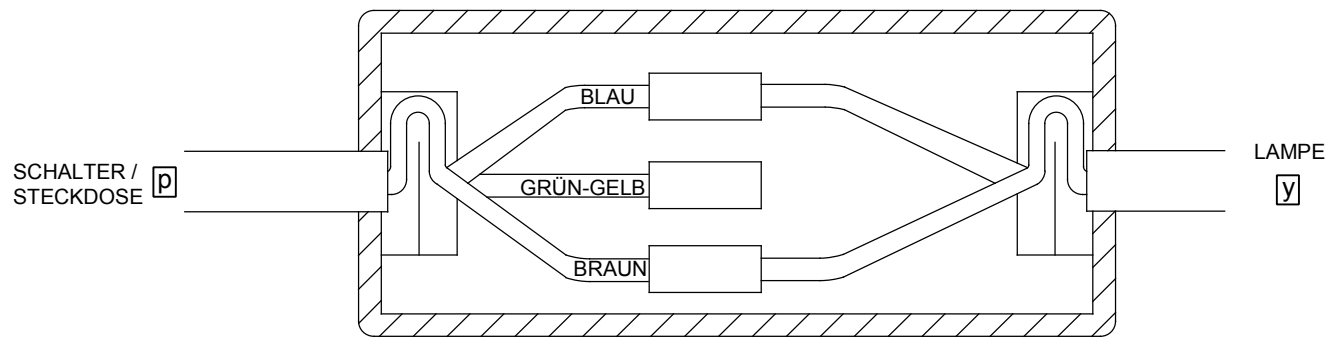 BLAU
SCHALTER /
STECKDOSE p
GRÜN-GELB
LAMPE
y
BRAUN